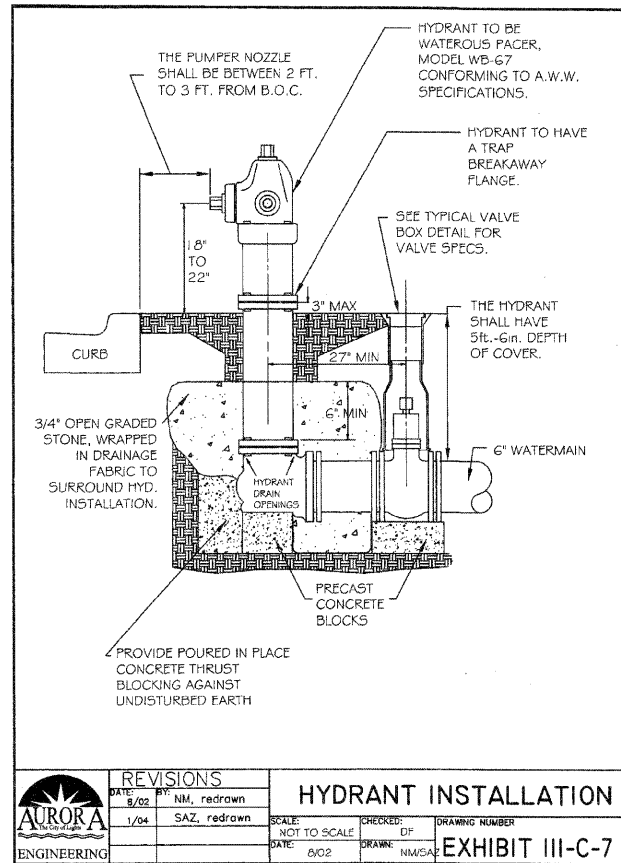 HYDRANT TO BE
WATEROUS PACER,
MODEL WB-67
CONFORMING TO A.W.W.
SPECIFICATIONS.
THE PUMPER NOZZLE
SHALL BE BETWEEN 2 FT.
TO 3 FT. FROM B.O.C.
HYDRANT TO HAVE
A TRAP
BREAKAWAY
FLANGE.
SEE TYPICAL VALVE
BOX DETAIL FOR
VALVE SPECS.
18"
TO
22"
3" MAX
THE HYDRANT
SHALL HAVE
5ft.-6in. DEPTH
OF COVER.
CURB
27" MIN
6" MIN
3/4" OPEN GRADED
STONE, WRAPPED
IN DRAINAGE
FABRIC TO
SURROUND HYD.
INSTALLATION.
6" WATERMAIN
HYDRANT
DRAIN
OPENINGS
PRECAST
CONCRETE
BLOCKS
PROVIDE POURED IN PLACE
CONCRETE THRUST
BLOCKING AGAINST
UNDISTURBED EARTH
AURORA
The City of Lights
ENGINEERING
REVISIONS
DATE: BY:
8/02 NM, redrawn
1/04 SAZ, redrawn
HYDRANT INSTALLATION
SCALE: NOT TO SCALE
CHECKED: DF
DATE: 8/02
DRAWN: NM/SAZ
DRAWING NUMBER
EXHIBIT III-C-7